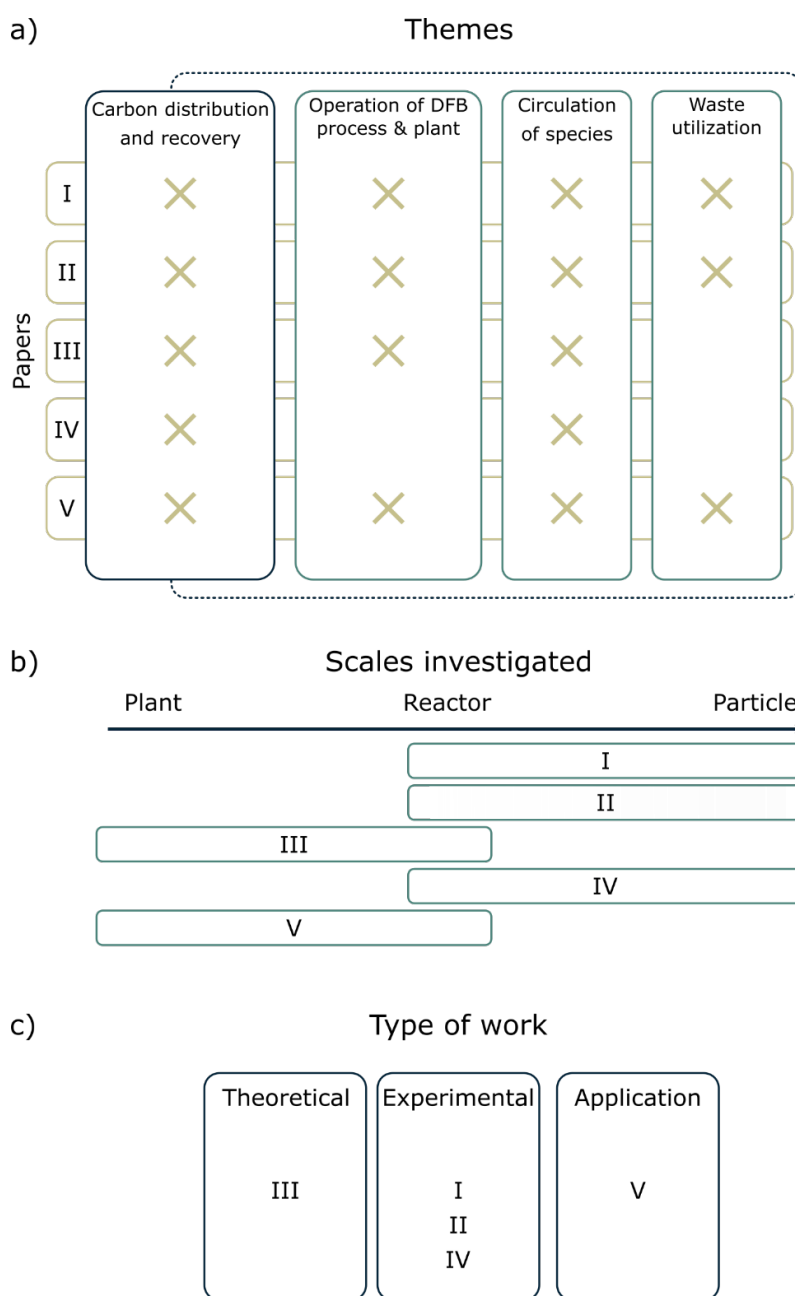 a)
Themes
Carbon distribution
and recovery
Operation of DFB
process & plant
Circulation
of species
Waste
utilization
Papers
I
II
III
IV
V
b)
Scales investigated
Plant
Reactor
Particle
I
II
III
IV
V
c)
Type of work
Theoretical
Experimental
Application
III
I
V
II
IV